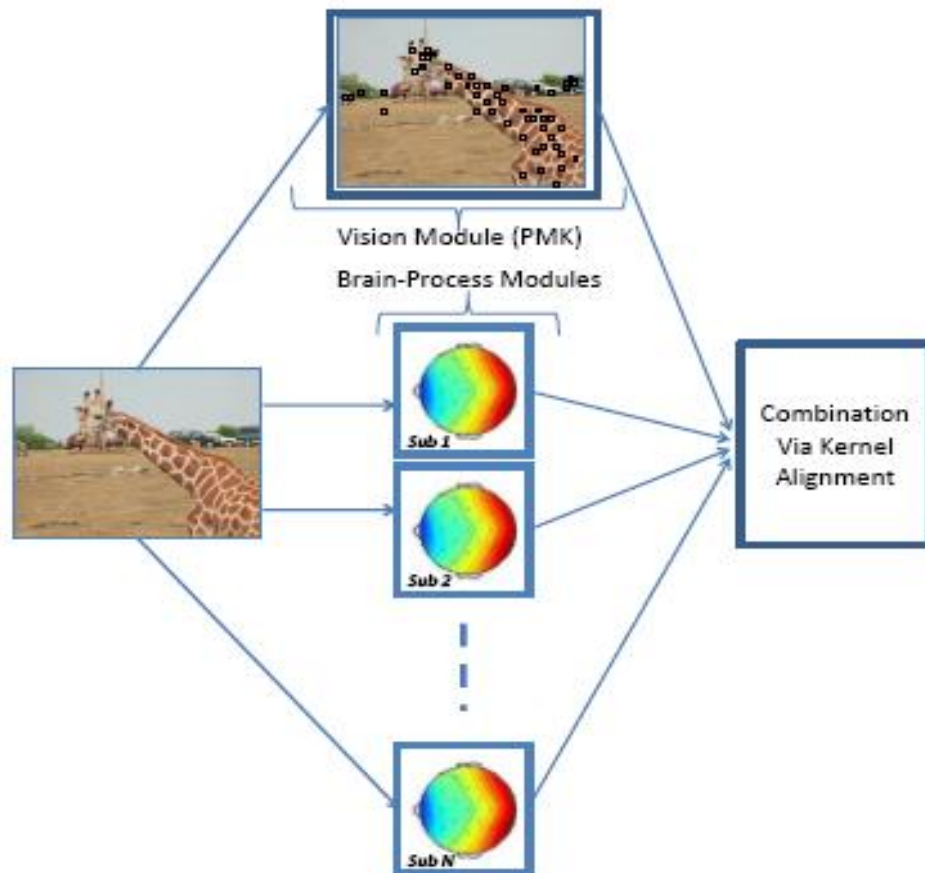 Vision Module (PMK)
Brain-Process Modules
Sub 1
Sub 2
Sub N
Combination
Via Kernel
Alignment